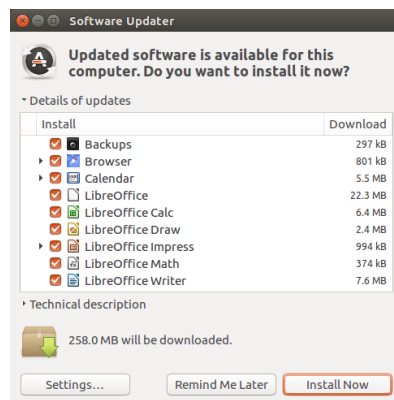 Software Updater
Updated software is available for this
computer. Do you want to install it now?
Details of updates
Install Download
Backups 297 kB
Browser 801 kB
Calendar 5.5 MB
LibreOffice 22.3 MB
LibreOffice Calc 6.4 MB
LibreOffice Draw 2.4 MB
LibreOffice Impress 994 kB
LibreOffice Math 374 kB
LibreOffice Writer 7.6 MB
Technical description
258.0 MB will be downloaded.
Settings... Remind Me Later Install Now